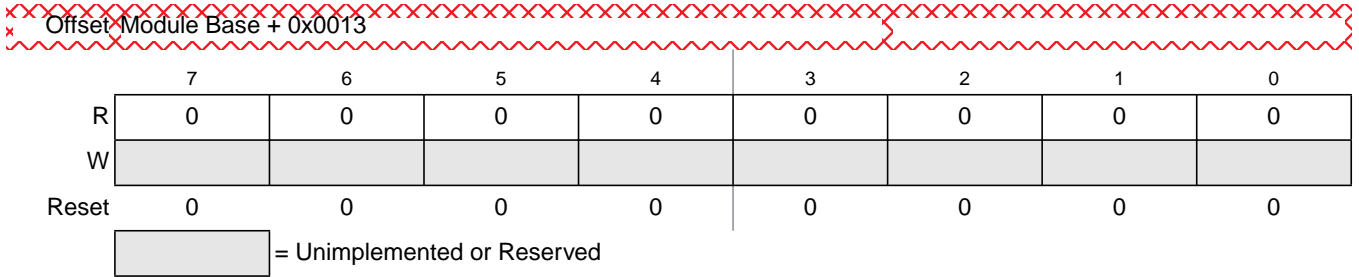 Offset Module Base + 0x0013
7 6 5 4 3 2 1 0
R 0 0 0 0 0 0 0 0
W
Reset 0 0 0 0 0 0 0 0
= Unimplemented or Reserved